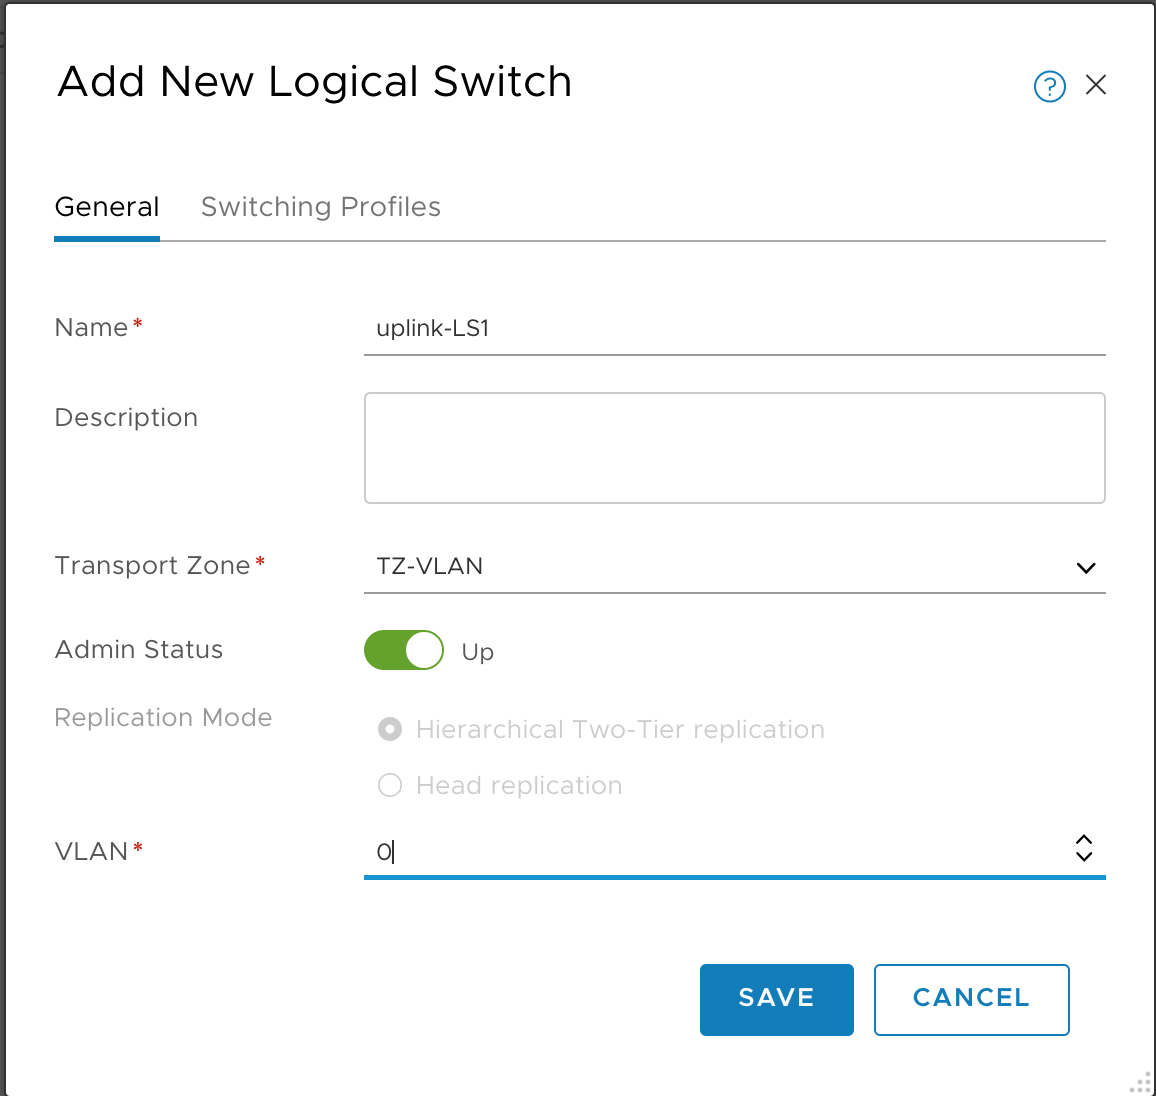 Add New Logical Switch
?
General Switching Profiles
Name* uplink-LS1
Description
Transport Zone* TZ-VLAN
Admin Status Up
Replication Mode
Hierarchical Two-Tier replication
Head replication
VLAN* 0
SAVE CANCEL